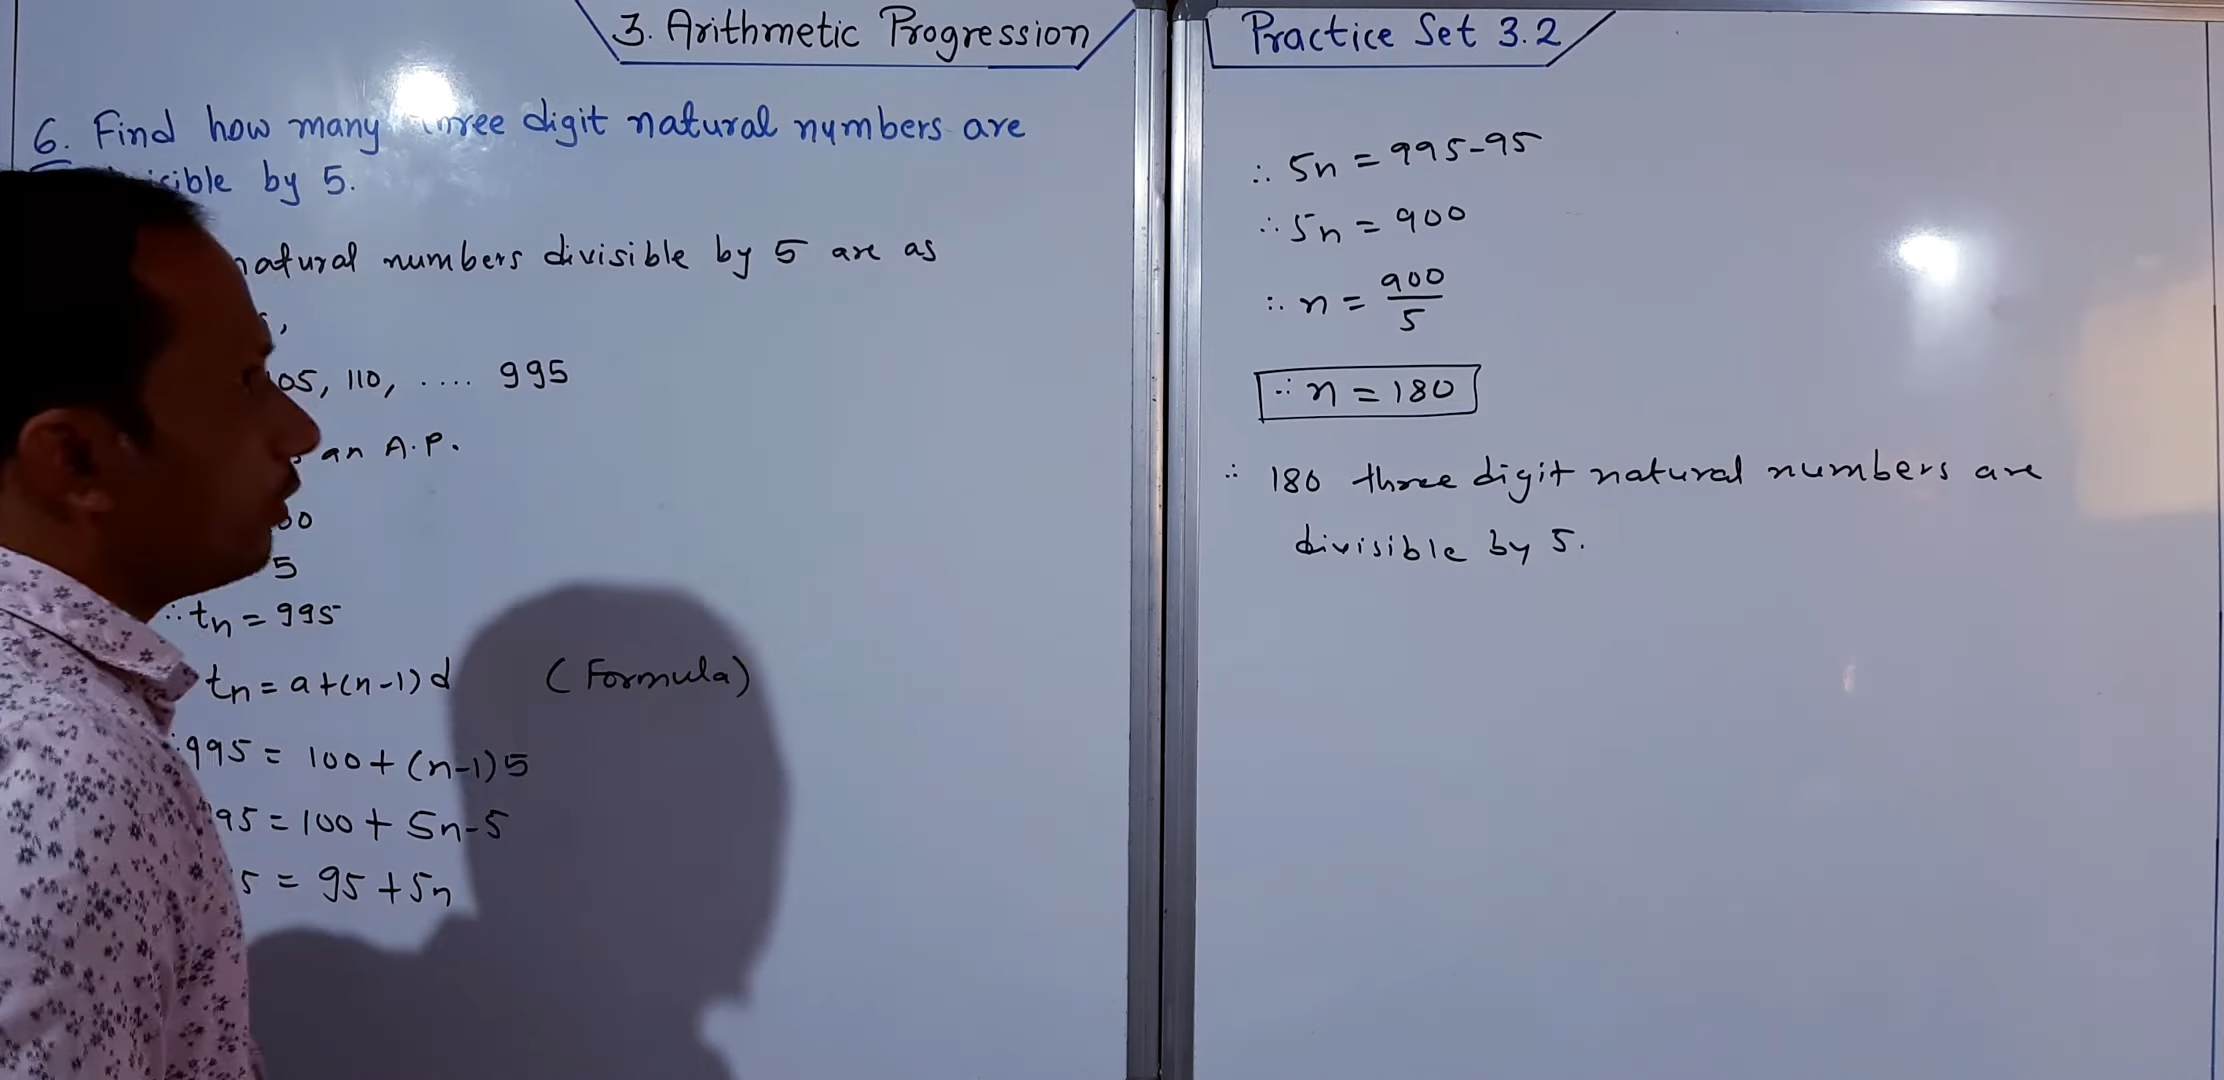 3. Arithmetic Progression
6. Find how many three digit natural numbers are
by 5.
natural numbers divisible by 5 are as
105, 110, .... 995
an A.P.
5
∴ tn = 995
tn = a+(n-1)d (Formula)
995 = 100+ (n-1)5
95 = 100 + 5n-5
5 = 95 +5n
Practice Set 3.2
∴ 5n = 995-95
∴ 5n = 900
∴ n = 900/5
∴ n = 180
∴ 180 three digit natural numbers are
divisible by 5.